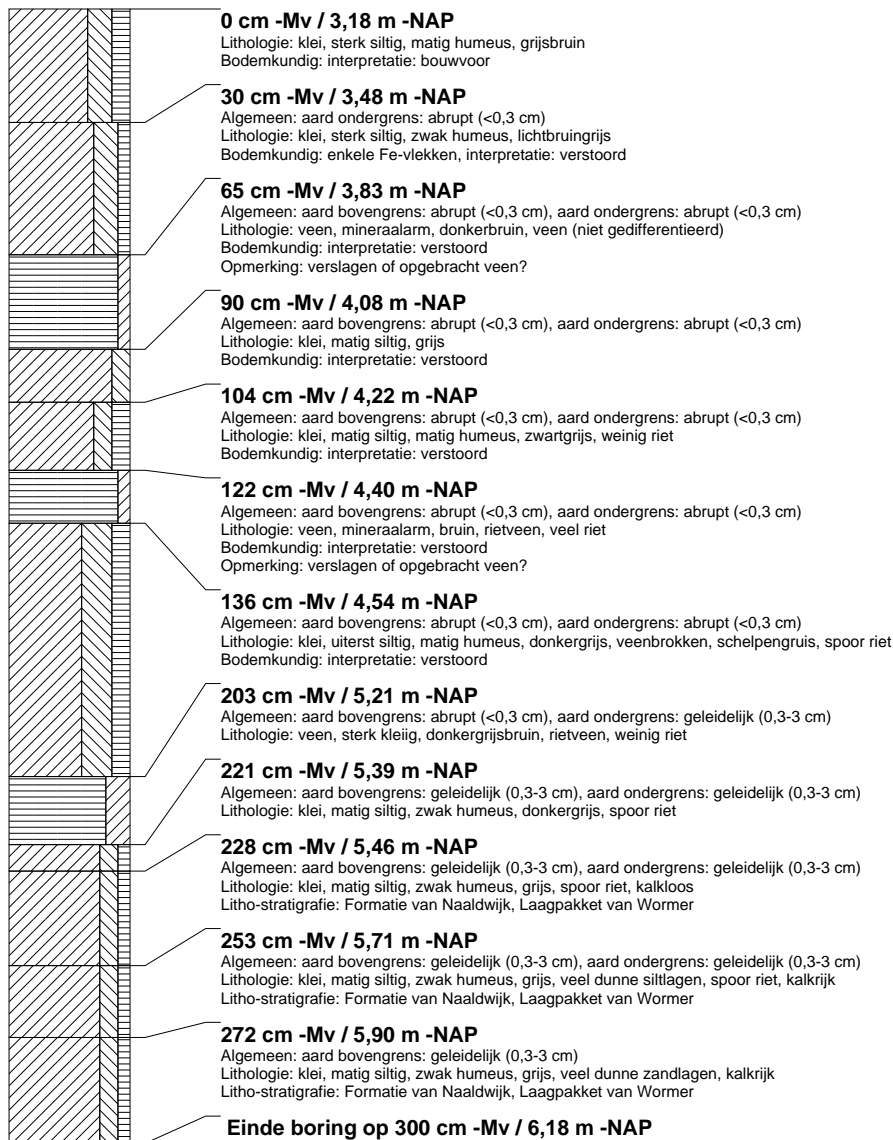 0 cm -Mv / 3,18 m -NAP
Lithologie: klei, sterk siltig, matig humeus, grijsbruin
Bodemkundig: interpretatie: bouwvoor
30 cm -Mv / 3,48 m -NAP
Algemeen: aard ondergrens: abrupt (<0,3 cm)
Lithologie: klei, sterk siltig, zwak humeus, lichtbruingrijs
Bodemkundig: enkele Fe-vlekken, interpretatie: verstoord
65 cm -Mv / 3,83 m -NAP
Algemeen: aard bovengrens: abrupt (<0,3 cm), aard ondergrens: abrupt (<0,3 cm)
Lithologie: veen, mineraalarm, donkerbruin, veen (niet gedifferentieerd)
Bodemkundig: interpretatie: verstoord
Opmerking: verslagen of opgebracht veen?
90 cm -Mv / 4,08 m -NAP
Algemeen: aard bovengrens: abrupt (<0,3 cm), aard ondergrens: abrupt (<0,3 cm)
Lithologie: klei, matig siltig, grijs
Bodemkundig: interpretatie: verstoord
104 cm -Mv / 4,22 m -NAP
Algemeen: aard bovengrens: abrupt (<0,3 cm), aard ondergrens: abrupt (<0,3 cm)
Lithologie: klei, matig siltig, matig humeus, zwartgrijs, weinig riet
Bodemkundig: interpretatie: verstoord
122 cm -Mv / 4,40 m -NAP
Algemeen: aard bovengrens: abrupt (<0,3 cm), aard ondergrens: abrupt (<0,3 cm)
Lithologie: veen, mineraalarm, bruin, rietveen, veel riet
Bodemkundig: interpretatie: verstoord
Opmerking: verslagen of opgebracht veen?
136 cm -Mv / 4,54 m -NAP
Algemeen: aard bovengrens: abrupt (<0,3 cm), aard ondergrens: abrupt (<0,3 cm)
Lithologie: klei, uiterst siltig, matig humeus, donkergrijs, veenbrokken, schelpengruis, spoor riet
Bodemkundig: interpretatie: verstoord
203 cm -Mv / 5,21 m -NAP
Algemeen: aard bovengrens: abrupt (<0,3 cm), aard ondergrens: geleidelijk (0,3-3 cm)
Lithologie: veen, sterk kleiig, donkergrijsbruin, rietveen, weinig riet
221 cm -Mv / 5,39 m -NAP
Algemeen: aard bovengrens: geleidelijk (0,3-3 cm), aard ondergrens: geleidelijk (0,3-3 cm)
Lithologie: klei, matig siltig, zwak humeus, donkergrijs, spoor riet
228 cm -Mv / 5,46 m -NAP
Algemeen: aard bovengrens: geleidelijk (0,3-3 cm), aard ondergrens: geleidelijk (0,3-3 cm)
Lithologie: klei, matig siltig, zwak humeus, grijs, spoor riet, kalkloos
Litho-stratigrafie: Formatie van Naaldwijk, Laagpakket van Wormer
253 cm -Mv / 5,71 m -NAP
Algemeen: aard bovengrens: geleidelijk (0,3-3 cm), aard ondergrens: geleidelijk (0,3-3 cm)
Lithologie: klei, matig siltig, zwak humeus, grijs, veel dunne siltlagen, spoor riet, kalkrijk
Litho-stratigrafie: Formatie van Naaldwijk, Laagpakket van Wormer
272 cm -Mv / 5,90 m -NAP
Algemeen: aard bovengrens: geleidelijk (0,3-3 cm)
Lithologie: klei, matig siltig, zwak humeus, grijs, veel dunne zandlagen, kalkrijk
Litho-stratigrafie: Formatie van Naaldwijk, Laagpakket van Wormer
Einde boring op 300 cm -Mv / 6,18 m -NAP